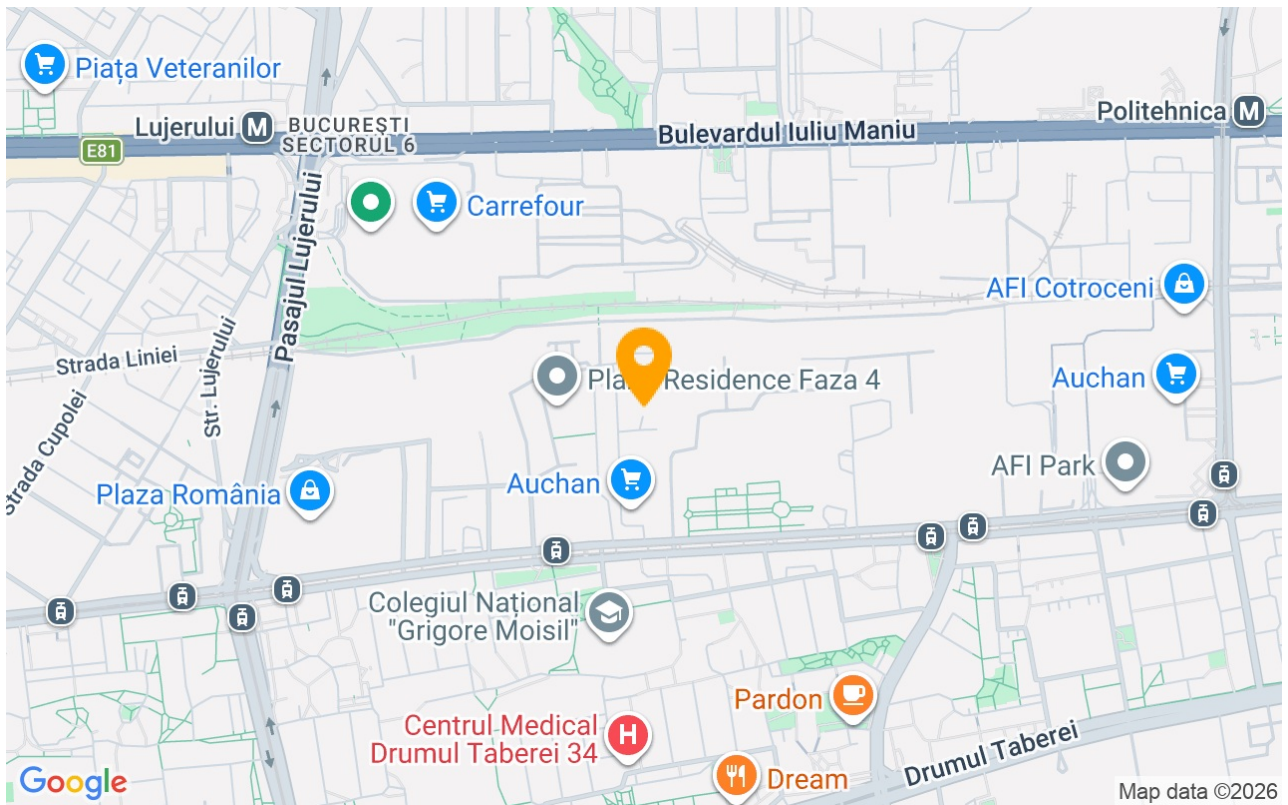 Piața Veteranilor
Lujerului M
BUCUREȘTI
SECTORUL 6
E81
Bulevardul Iuliu Maniu
Politehnica M
Carrefour
Pasajul Lujerului
AFI Cotroceni
Strada Liniei
Str. Lujerului
Strada Cupolei
Residence Faza 4
Auchan
AFI Park
Plaza România
Auchan
Colegiul Național
"Grigore Moisil"
Pardon
Centrul Medical
Drumul Taberei 34
H
Drumul Taberei
Dream
Google
Map data ©2026